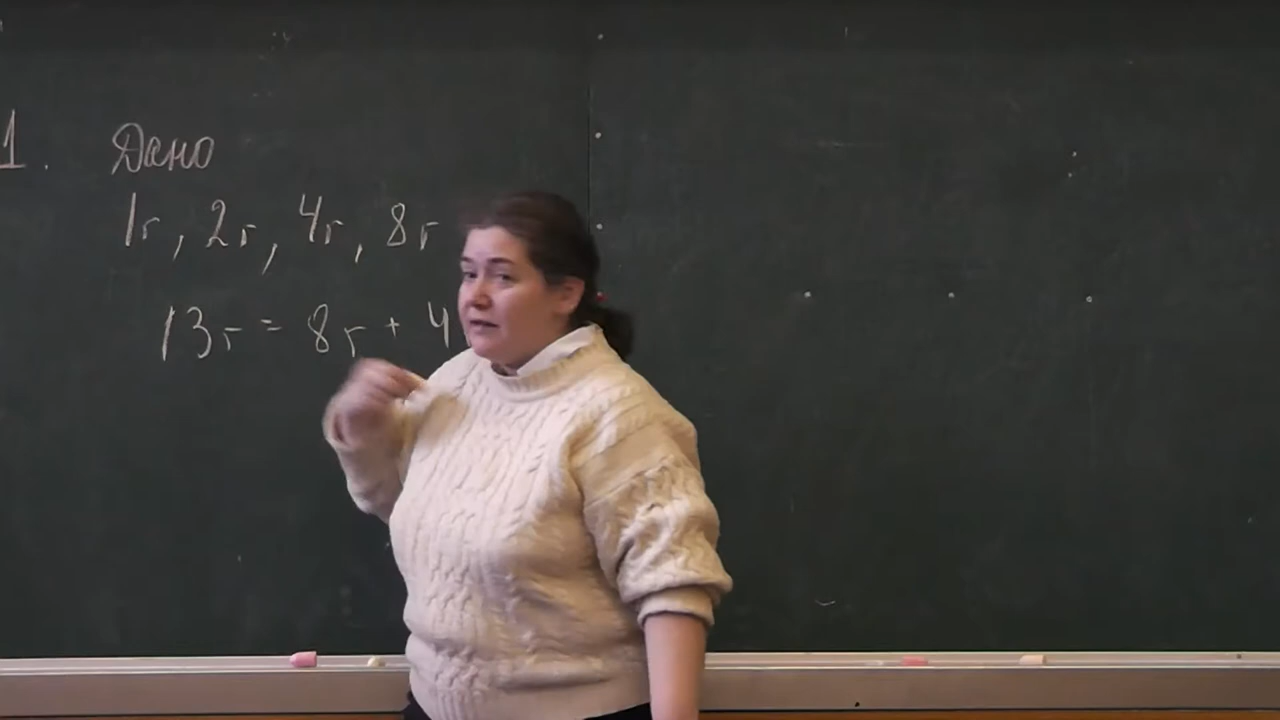 1. Дано
1г, 2г, 4г, 8г
13г = 8г + 4